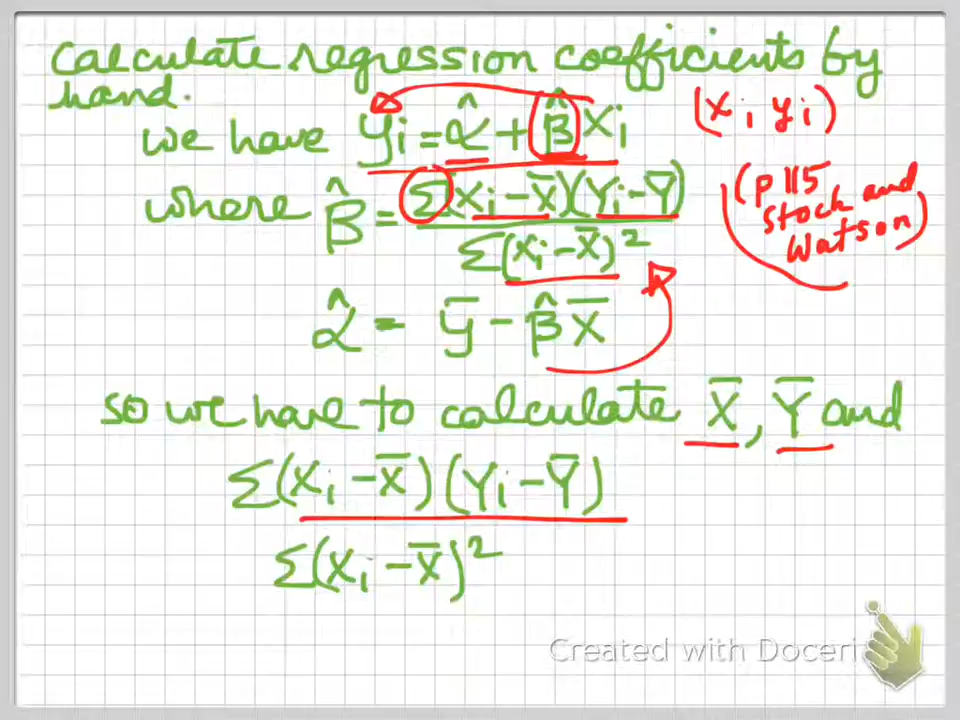 Calculate regression coefficients by
hand.
(Xi yi)
we have yi = α̂ + β̂ Xi
(P 115
Stock and
Watson)
where β̂ = Σ(Xi − X̄)(Yi − Ȳ)
Σ(Xi − X̄)²
α̂ = ȳ − β̂ X̄
so we have to calculate X̄, Ȳ and
Σ(Xi − X̄)(Yi − Ȳ)
Σ(Xi − X̄)²
Created with Doceri